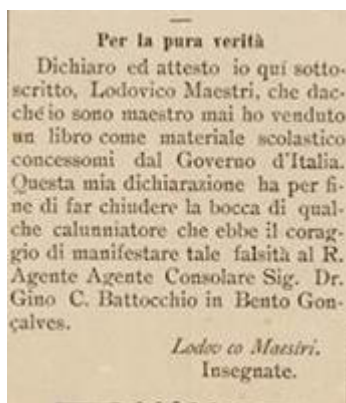 Per la pura verità
Dichiaro ed attesto io quí sotto-
scritto, Lodovico Maestri, che dac-
ché io sono maestro mai ho venduto
un libro come materiale scolastico
concessomi dal Governo d'Italia.
Questa mia dichiarazione ha per fi-
ne di far chiudere la bocca di qual-
che calunniatore che ebbe il corag-
gio di manifestare tale falsità al R.
Agente Agente Consolare Sig. Dr.
Gino C. Battocchio in Bento Gon-
çalves.
Lodov co Maestri.
Insegnate.